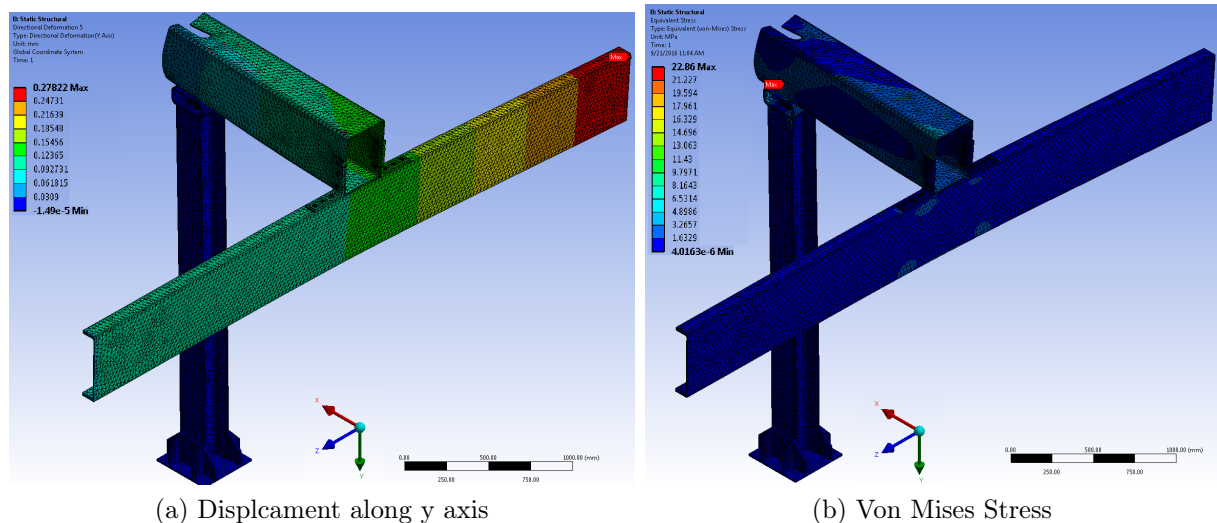 B: Static Structural
Directional Deformation 5
Type: Directional Deformation(Y Axis)
Unit: mm
Global Coordinate System
Time: 1
0.27822 Max
0.24731
0.21639
0.18548
0.15456
0.12365
0.092731
0.061815
0.0309
-1.49e-5 Min
Max
X
Z
Y
0.00
500.00
1000.00 (mm)
250.00
750.00
(a) Displcament along y axis
B: Static Structural
Equivalent Stress
Type: Equivalent (von-Mises) Stress
Unit: MPa
Time: 1
9/21/2016 11:04 AM
22.86 Max
21.227
19.594
17.961
16.329
14.696
13.063
11.43
9.7971
8.1643
6.5314
4.8986
3.2657
1.6329
4.0163e-6 Min
Max
X
Z
Y
0.00
500.00
1000.00 (mm)
250.00
750.00
(b) Von Mises Stress